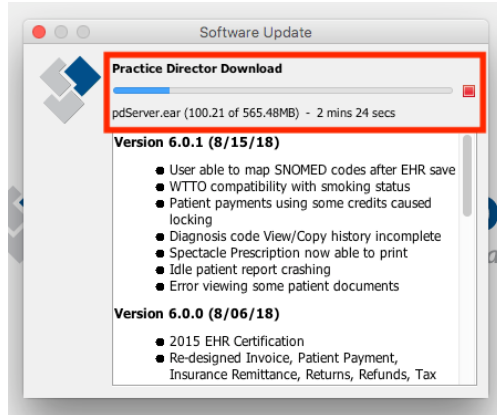 Software Update
Practice Director Download
pdServer.ear (100.21 of 565.48MB) - 2 mins 24 secs
Version 6.0.1 (8/15/18)
● User able to map SNOMED codes after EHR save
● WTTO compatibility with smoking status
● Patient payments using some credits caused
locking
● Diagnosis code View/Copy history incomplete
● Spectacle Prescription now able to print
● Idle patient report crashing
● Error viewing some patient documents
Version 6.0.0 (8/06/18)
● 2015 EHR Certification
● Re-designed Invoice, Patient Payment,
Insurance Remittance, Returns, Refunds, Tax